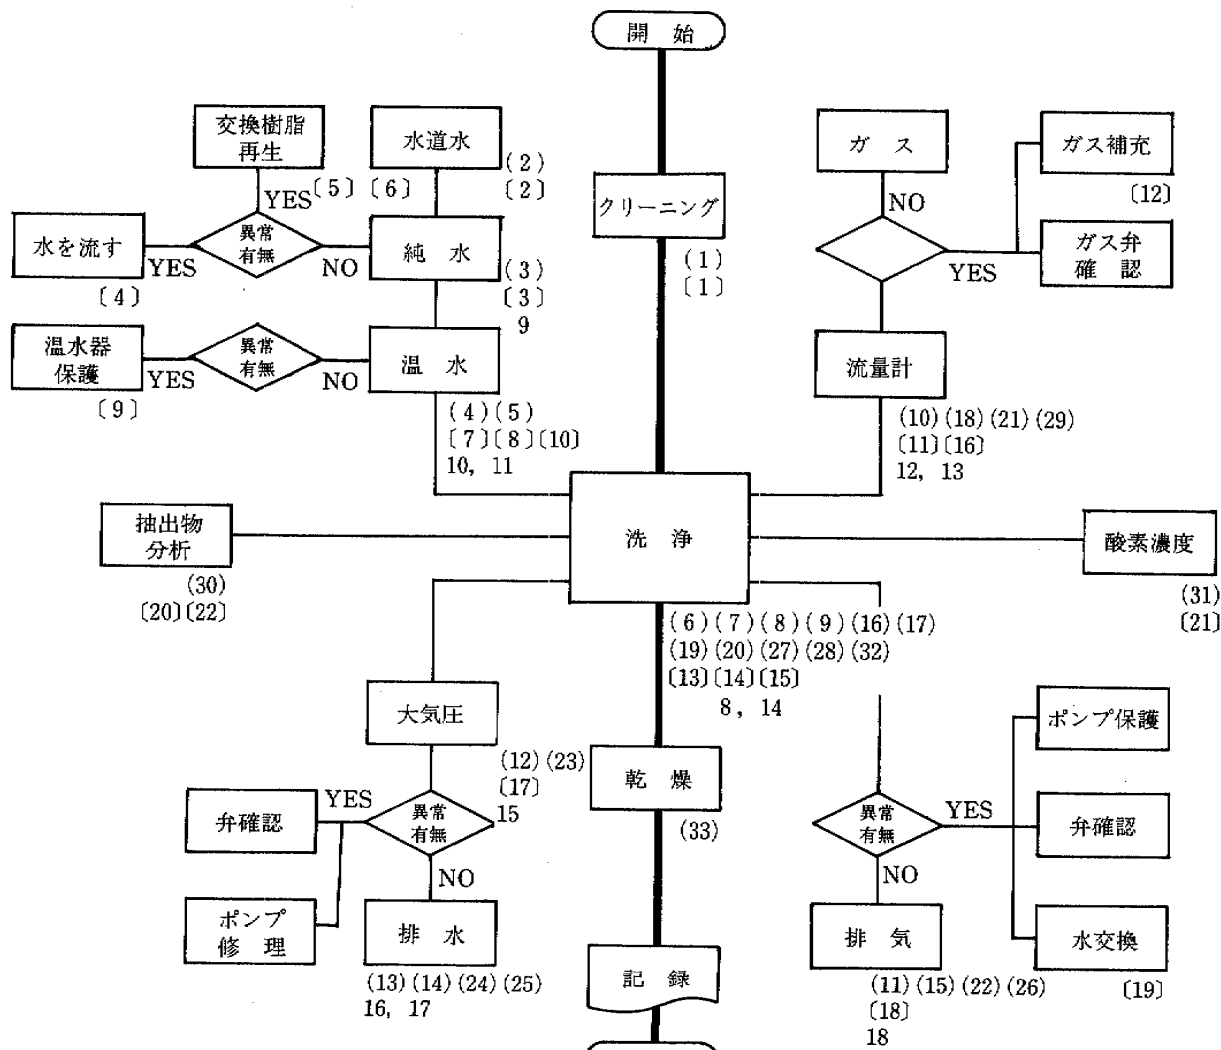 開 始
交換樹脂
再生
水道水
(2)
〔2〕
YES
〔5〕〔6〕
水を流す
異常
有無
純 水
YES
NO
(3)
〔3〕
9
〔4〕
温水器
保護
異常
有無
温 水
YES
NO
〔9〕
(4)(5)
〔7〕〔8〕〔10〕
10, 11
クリーニング
(1)
〔1〕
ガ ス
ガス補充
〔12〕
NO
YES
ガス弁
確 認
流量計
(10)(18)(21)(29)
〔11〕〔16〕
12, 13
抽出物
分析
(30)
〔20〕〔22〕
洗 浄
酸素濃度
(31)
〔21〕
(6)(7)(8)(9)(16)(17)
(19)(20)(27)(28)(32)
〔13〕〔14〕〔15〕
8, 14
大気圧
(12)(23)
〔17〕
15
弁確認
YES
異常
有無
NO
ポンプ
修 理
排 水
(13)(14)(24)(25)
16, 17
乾 燥
(33)
記 録
ポンプ保護
異常
有無
YES
弁確認
NO
排 気
水交換
(11)(15)(22)(26)
〔18〕
18
〔19〕